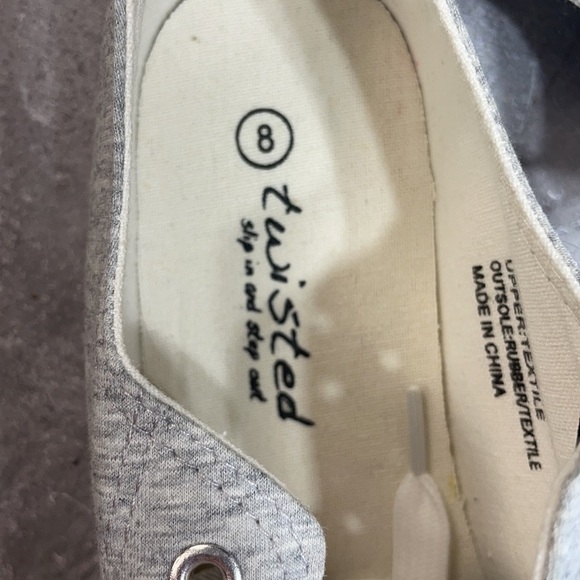 8
twisted
slip in and step out
UPPER:TEXTILE
OUTSOLE:RUBBER/TEXTILE
MADE IN CHINA